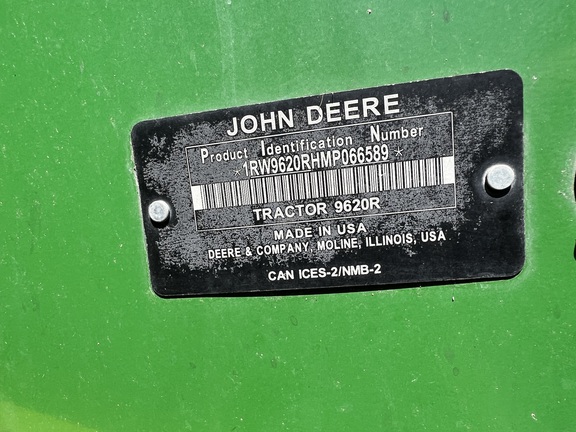 JOHN DEERE
Product Identification Number
*1RW9620RHMP066589*
TRACTOR 9620R
MADE IN USA
DEERE & COMPANY, MOLINE, ILLINOIS, USA
CAN ICES-2/NMB-2